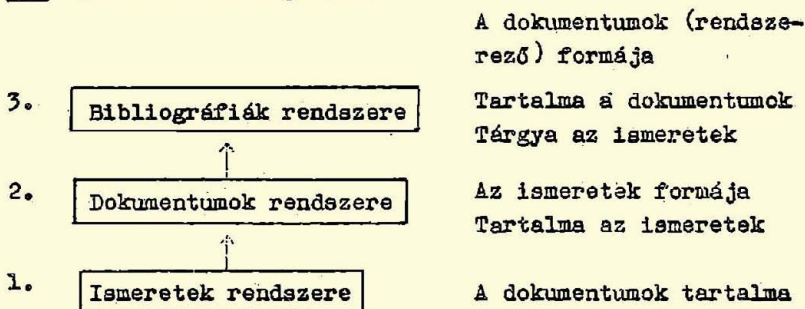 A dokumentumok (rendsze-
rező) formája
3. Bibliográfiák rendszere
Tartalma a dokumentumok
Tárgya az ismeretek
2. Dokumentumok rendszere
Az ismeretek formája
Tartalma az ismeretek
1. Ismeretek rendszere
A dokumentumok tartalma